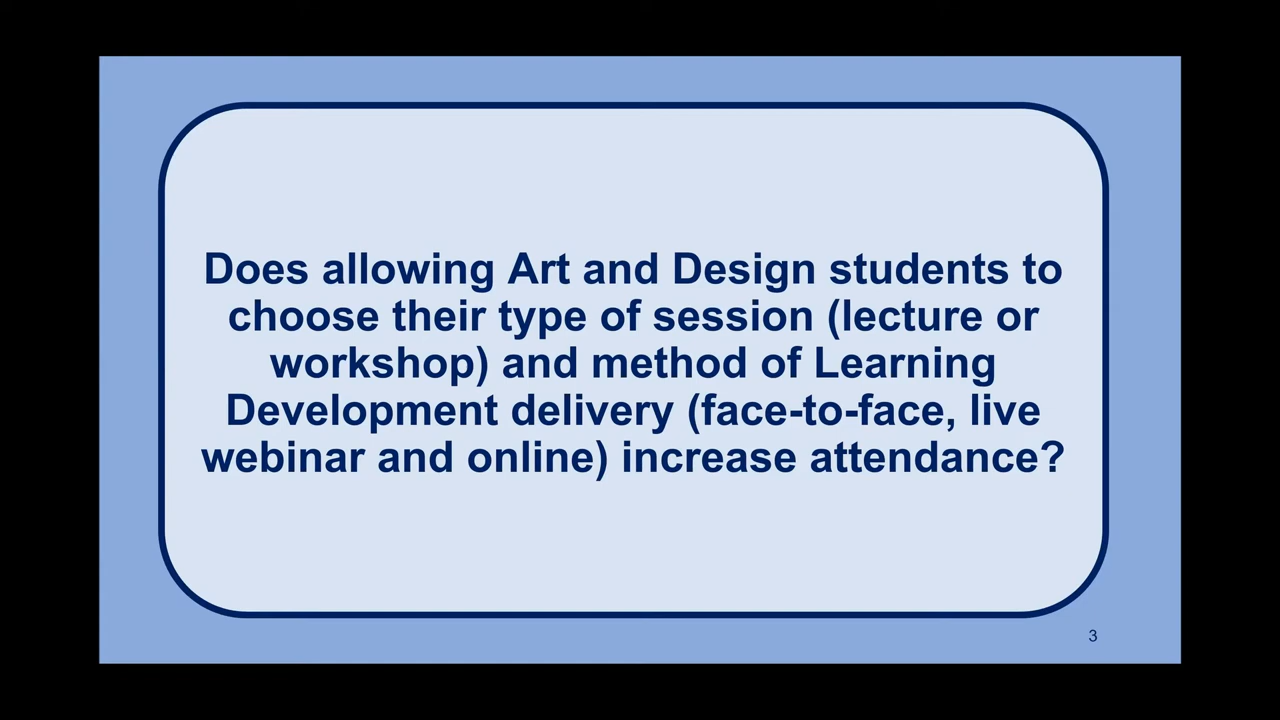 Does allowing Art and Design students to
choose their type of session (lecture or
workshop) and method of Learning
Development delivery (face-to-face, live
webinar and online) increase attendance?
3